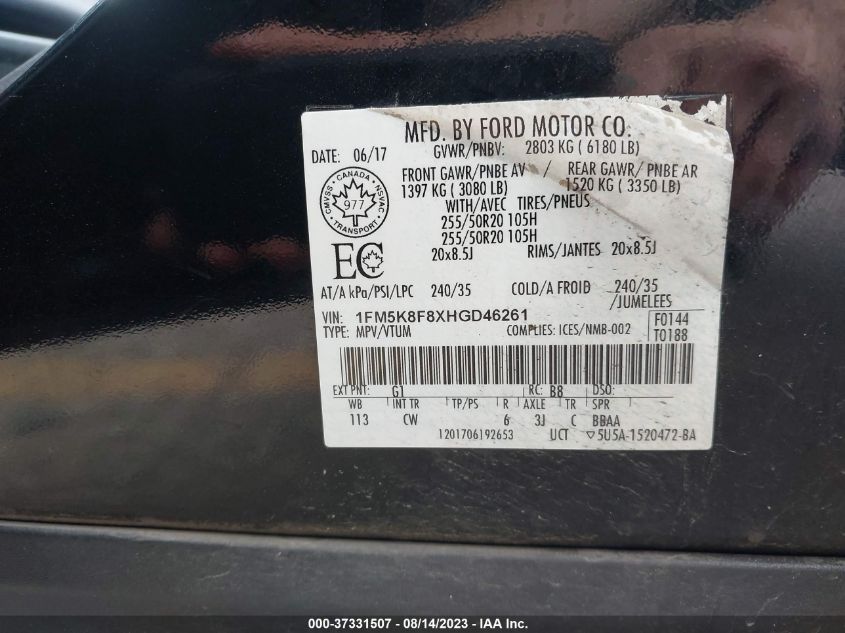 MFD. BY FORD MOTOR CO.
DATE: 06/17 GVWR/PNBV: 2803 KG ( 6180 LB)
FRONT GAWR/PNBE AV / REAR GAWR/ PNBE AR
1397 KG ( 3080 LB) 1520 KG ( 3350 LB)
WITH/AVEC TIRES/PNEUS
255/50R20 105H
255/50R20 105H
20x8.5J RIMS/JANTES 20x8.5J
CANADA
CMVSS NSVAC
977
TRANSPORT
EC
AT/A kPa/PSI/LPC 240/35 COLD/A FROID 240/35
/JUMELEES
VIN: 1FM5K8F8XHGD46261 F0144
TYPE: MPV/VTUM COMPLIES: ICES/NMB-002 T0188
EXT PNT: G1 RC: B8 DSO:
WB INT TR TP/PS R AXLE TR SPR
113 CW 6 3J C BBAA
1201706192653 UCT ▽5U5A-1520472-BA
000-37331507 - 08/14/2023 - IAA Inc.